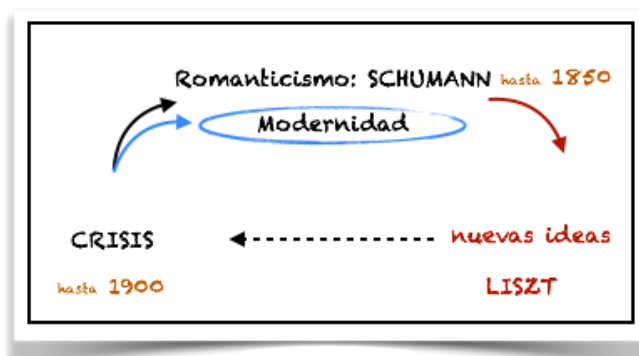 Romanticismo: SCHUMANN hasta 1850
Modernidad
CRISIS
nuevas ideas
hasta 1900
LISZT